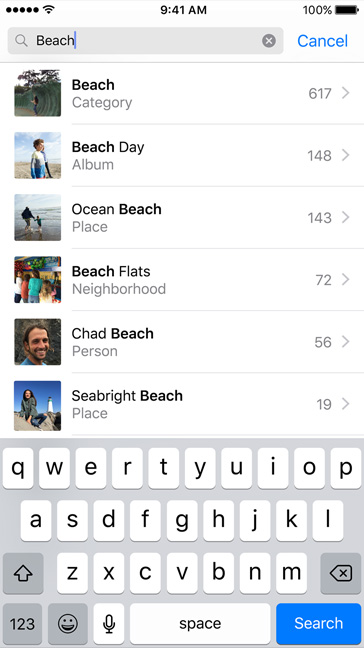 9:41 AM 100%
Beach Cancel
Beach
Category
617
Beach Day
Album
148
Ocean Beach
Place
143
Beach Flats
Neighborhood
72
Chad Beach
Person
56
Seabright Beach
Place
19
q w e r t y u i o p
a s d f g h j k l
z x c v b n m
123 space Search